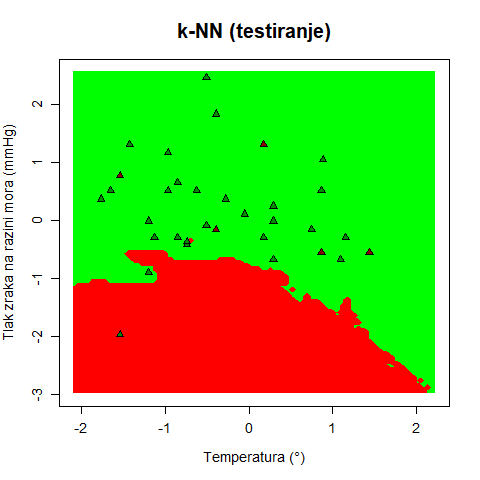 k-NN (testiranje)
Tlak zraka na razini mora (mmHg)
2
1
0
-1
-2
-3
-2 -1 0 1 2
Temperatura (°)